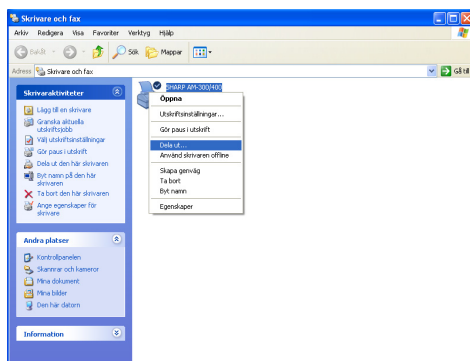 Skrivare och fax
Arkiv Redigera Visa Favoriter Verktyg Hjälp
Bakåt Sök Mappar
Adress Skrivare och fax Gå till
Skrivaraktiviteter
Lägg till en skrivare
Granska aktuella
utskriftsjobb
Välj utskriftsinställningar
Gör paus i utskrift
Dela ut den här skrivaren
Byt namn på den här
skrivaren
Ta bort den här skrivaren
Ange egenskaper för
skrivare
Andra platser
Kontrollpanelen
Skannrar och kameror
Mina dokument
Mina bilder
Den här datorn
Information
SHARP AM-300/400
Öppna
Utskriftsinställningar...
Gör paus i utskrift
Dela ut...
Använd skrivaren offline
Skapa genväg
Ta bort
Byt namn
Egenskaper